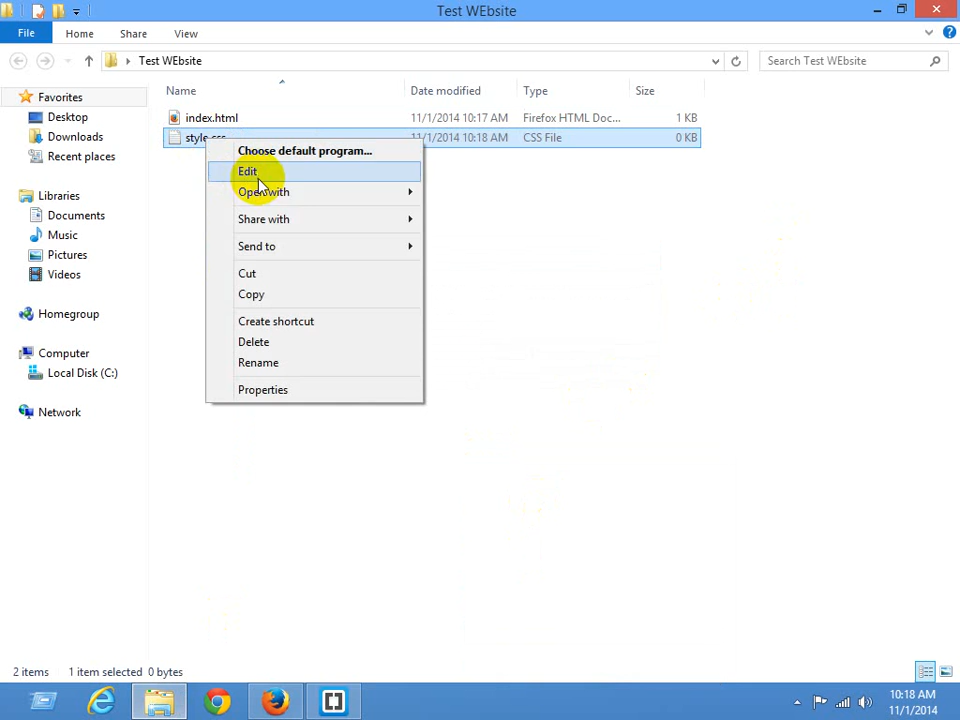 Test WEbsite
File Home Share View
Test WEbsite
Search Test WEbsite
Name Date modified Type Size
Favorites
Desktop
Downloads
Recent places
Libraries
Documents
Music
Pictures
Videos
Homegroup
Computer
Local Disk (C:)
Network
index.html 11/1/2014 10:17 AM Firefox HTML Doc... 1 KB
style.css 11/1/2014 10:18 AM CSS File 0 KB
Choose default program...
Edit
Open with
Share with
Send to
Cut
Copy
Create shortcut
Delete
Rename
Properties
2 items 1 item selected 0 bytes
10:18 AM
11/1/2014